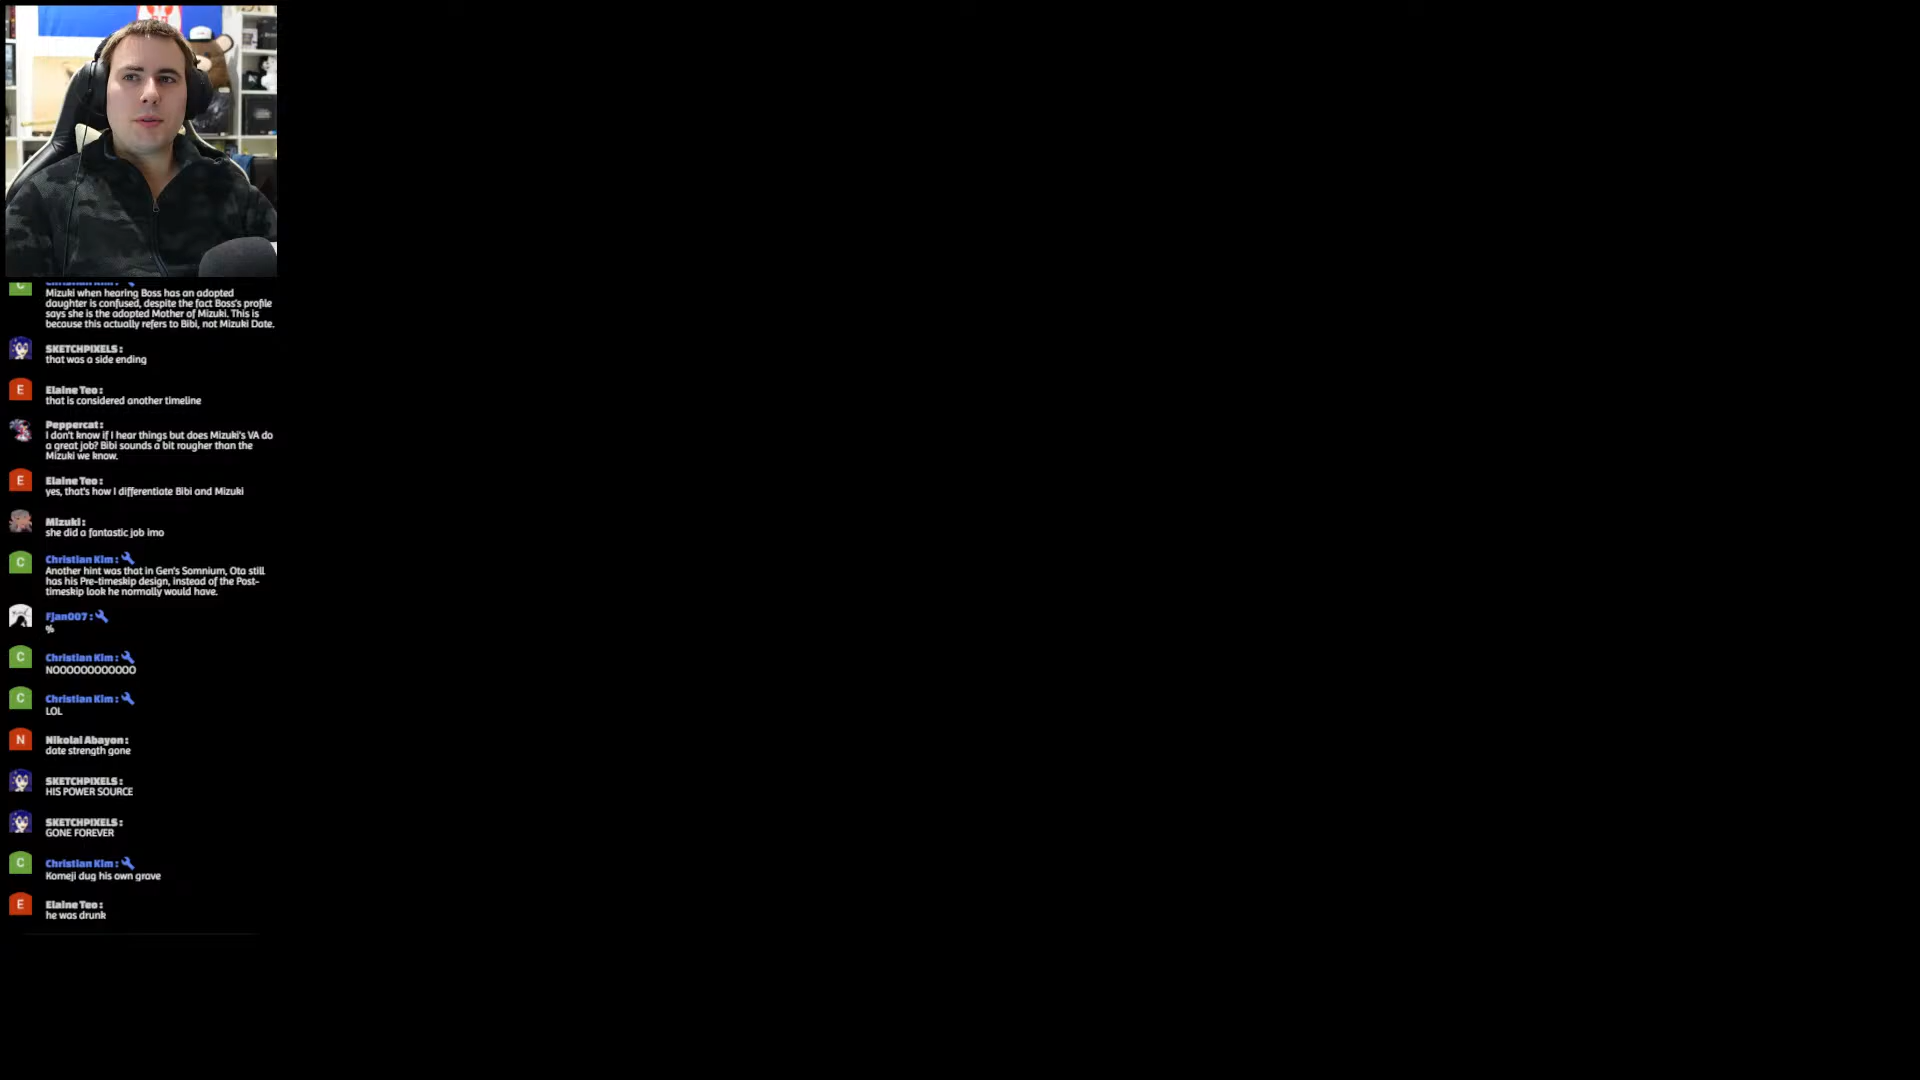 Christian Kim :
Mizuki when hearing Boss has an adopted
daughter is confused, despite the fact Boss's profile
says she is the adopted Mother of Mizuki. This is
because this actually refers to Bibi, not Mizuki Date.
SKETCHPIXELS :
that was a side ending
Elaine Teo :
that is considered another timeline
Peppercat :
I don't know if I hear things but does Mizuki's VA do
a great job? Bibi sounds a bit rougher than the
Mizuki we know.
Elaine Teo :
yes, that's how I differentiate Bibi and Mizuki
Mizuki :
she did a fantastic job imo
Christian Kim :
Another hint was that in Gen's Somnium, Ota still
has his Pre-timeskip design, instead of the Post-
timeskip look he normally would have.
Fjan007 :
%
Christian Kim :
NOOOOOOOOOOOO
Christian Kim :
LOL
Nikolai Abayon :
date strength gone
SKETCHPIXELS :
HIS POWER SOURCE
SKETCHPIXELS :
GONE FOREVER
Christian Kim :
Komeji dug his own grave
Elaine Teo :
he was drunk